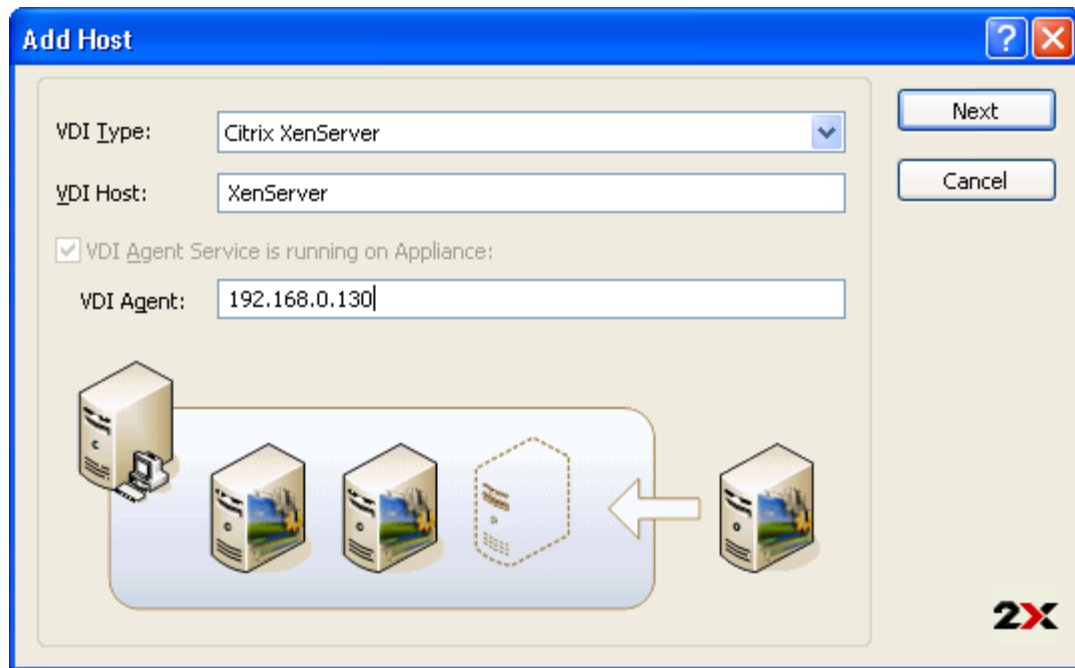 Add Host
VDI Type:
Citrix XenServer
Next
VDI Host:
XenServer
Cancel
VDI Agent Service is running on Appliance:
VDI Agent:
192.168.0.130
2X